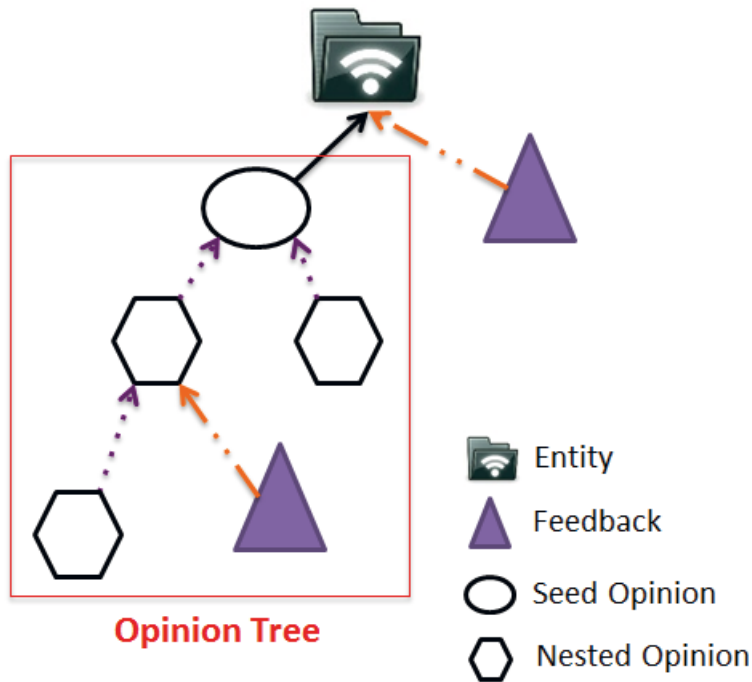 Entity
Feedback
Seed Opinion
Opinion Tree
Nested Opinion